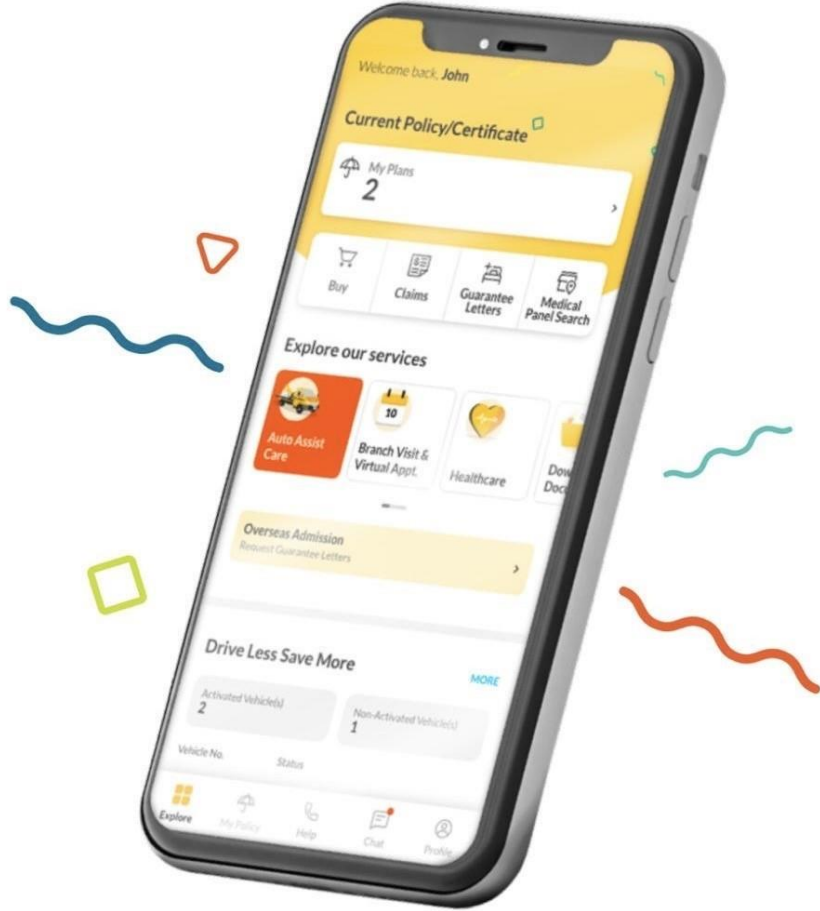 Welcome back, John
Current Policy/Certificate
My Plans
2
Buy
Claims
Guarantee
Letters
Medical
Panel Search
Explore our services
10
Auto Assist
Care
Branch Visit &
Virtual Appt.
Healthcare
Dow
Docu
Overseas Admission
Request Guarantee Letters
Drive Less Save More
MORE
Activated Vehicle(s)
2
Non-Activated Vehicle(s)
1
Vehicle No.
Status
Explore
My Policy
Help
Chat
Profile